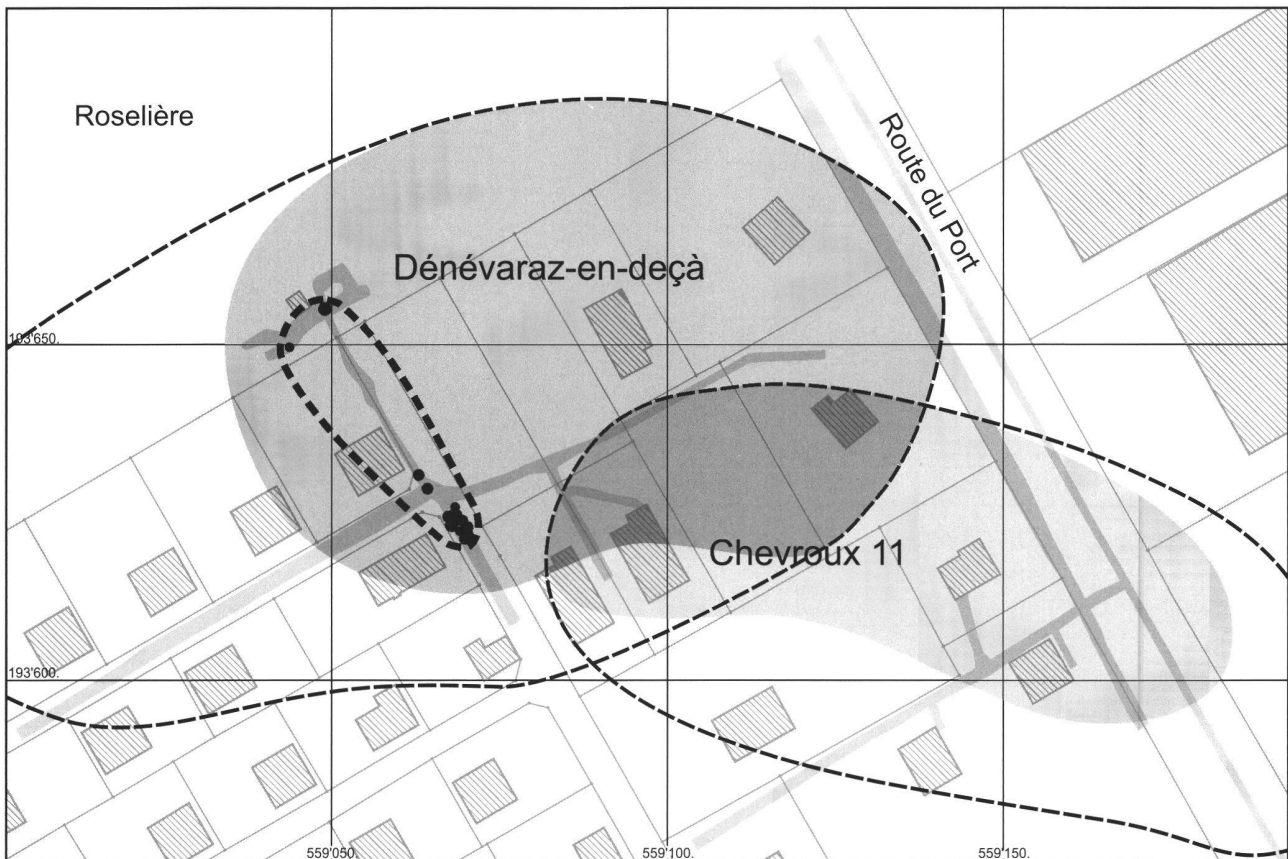 Roselière
Route du Port
Dénévaraz-en-deçà
193'650.
Chevroux 11
193'600.
559'050.
559'100.
559'150.